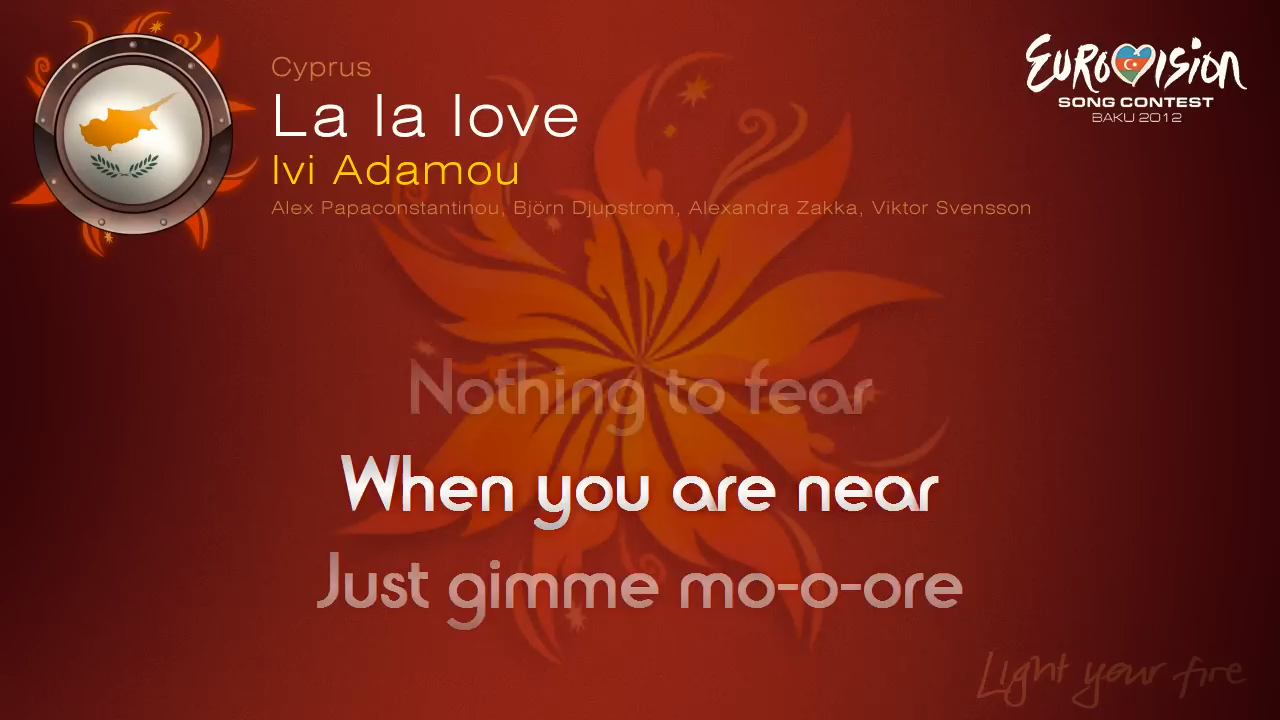 Cyprus
La la love
Ivi Adamou
Alex Papaconstantinou, Björn Djupstrom, Alexandra Zakka, Viktor Svensson
EUROVISION
SONG CONTEST
BAKU 2012
Nothing to fear
When you are near
Just gimme mo-o-ore
Light your fire